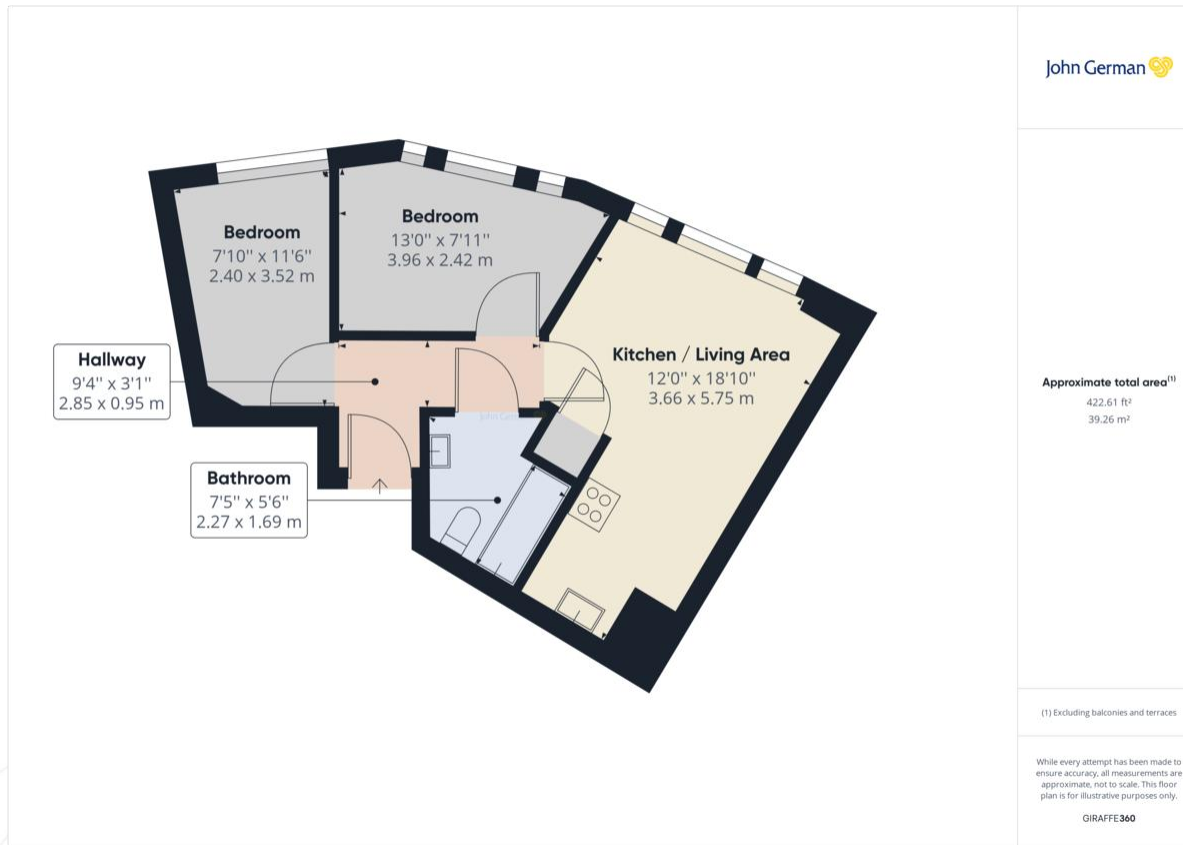 John German
Bedroom
7'10" x 11'6"
2.40 x 3.52 m
Bedroom
13'0" x 7'11"
3.96 x 2.42 m
Kitchen / Living Area
12'0" x 18'10"
3.66 x 5.75 m
Hallway
9'4" x 3'1"
2.85 x 0.95 m
Bathroom
7'5" x 5'6"
2.27 x 1.69 m
Approximate total area(1)
422.61 ft²
39.26 m²
(1) Excluding balconies and terraces
While every attempt has been made to
ensure accuracy, all measurements are
approximate, not to scale. This floor
plan is for illustrative purposes only.
GIRAFFE360